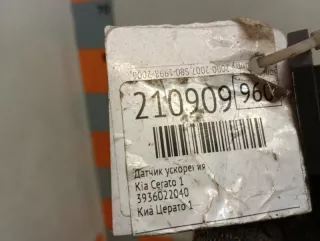 210909 960
Датчик ускорения
Kia Cerato 1
3936022040
Киа Церато 1